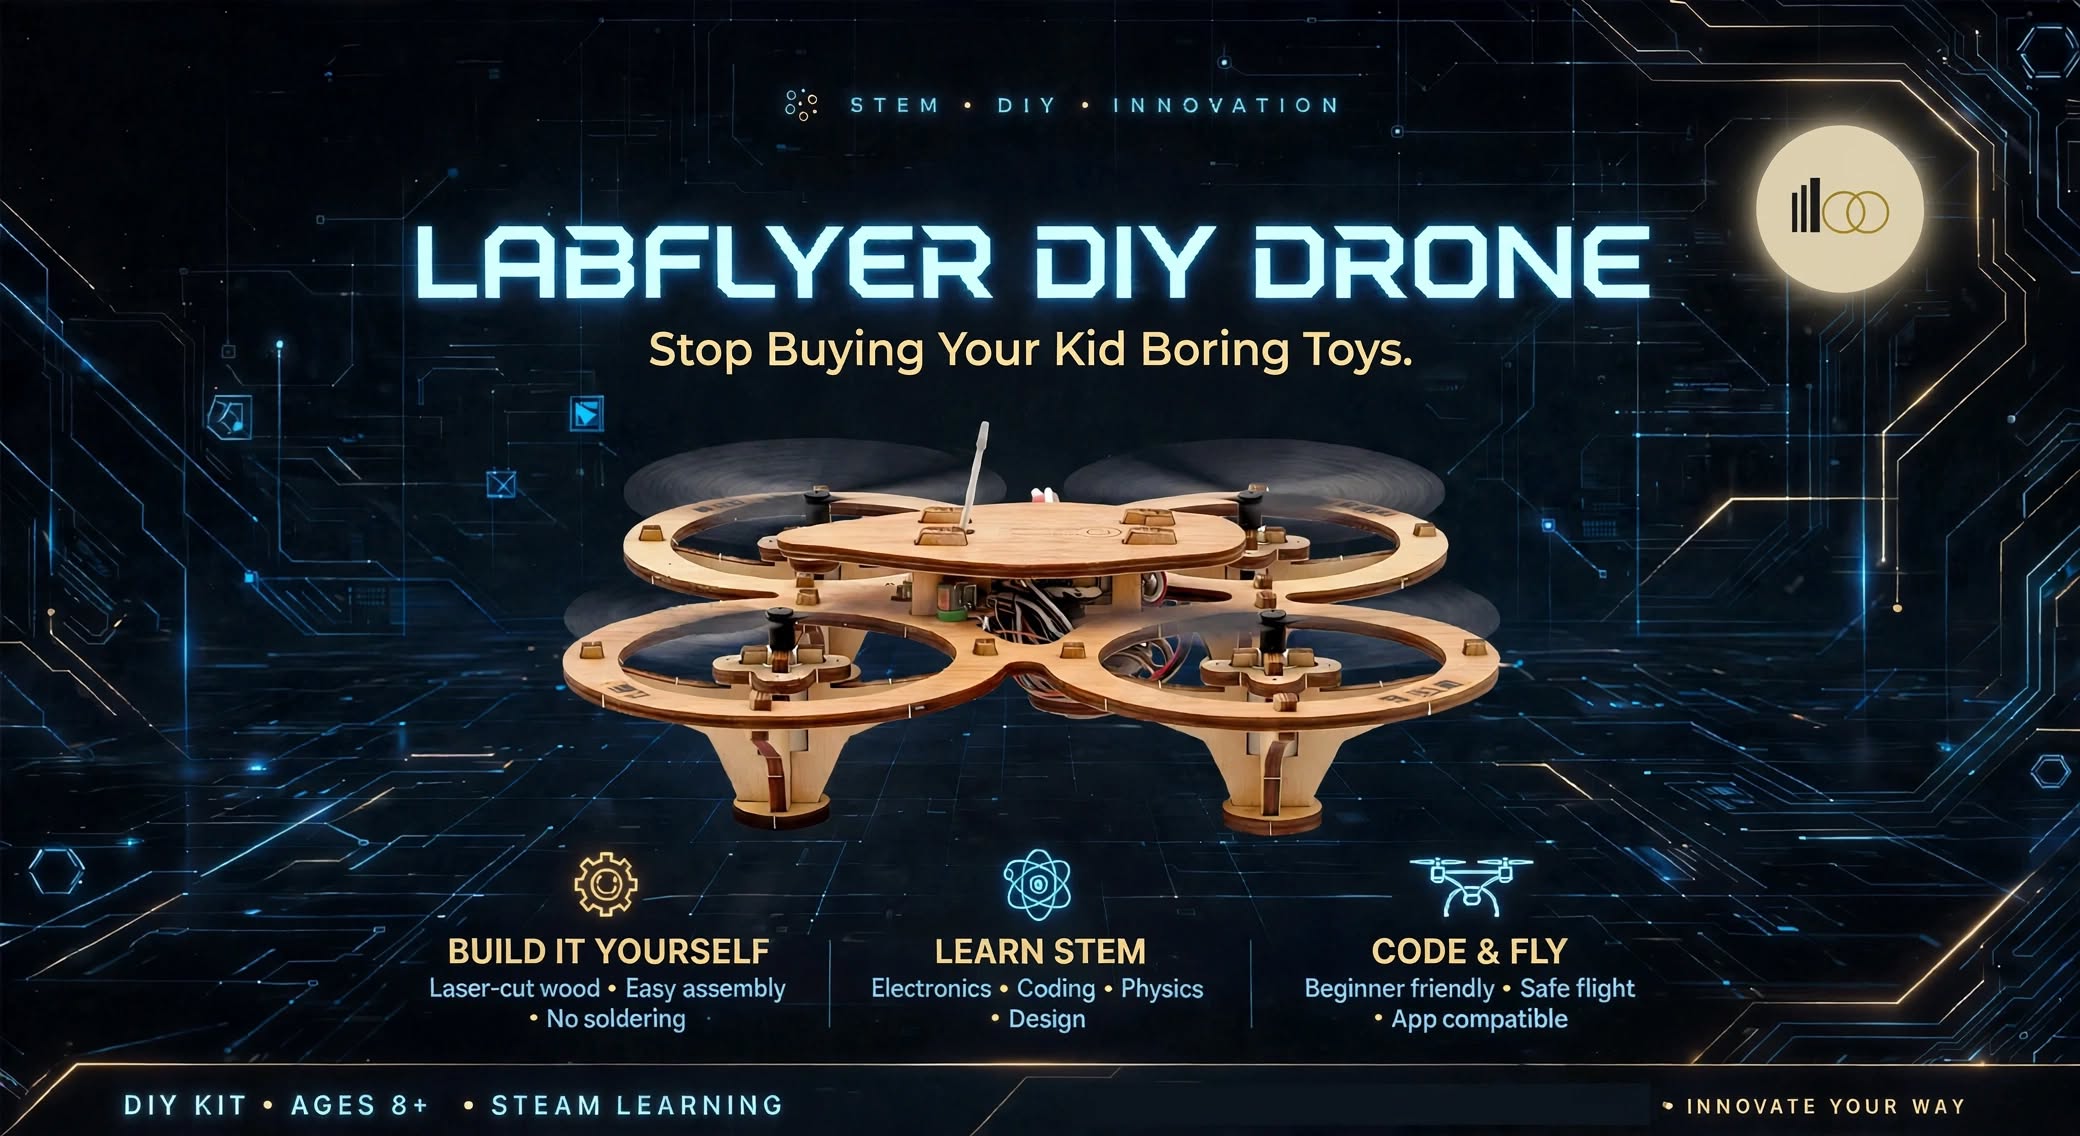 STEM • DIY • INNOVATION
LABFLYER DIY DRONE
Stop Buying Your Kid Boring Toys.
BUILD IT YOURSELF
Laser-cut wood • Easy assembly
• No soldering
LEARN STEM
Electronics • Coding • Physics
• Design
CODE & FLY
Beginner friendly • Safe flight
• App compatible
DIY KIT • AGES 8+ • STEAM LEARNING
• INNOVATE YOUR WAY